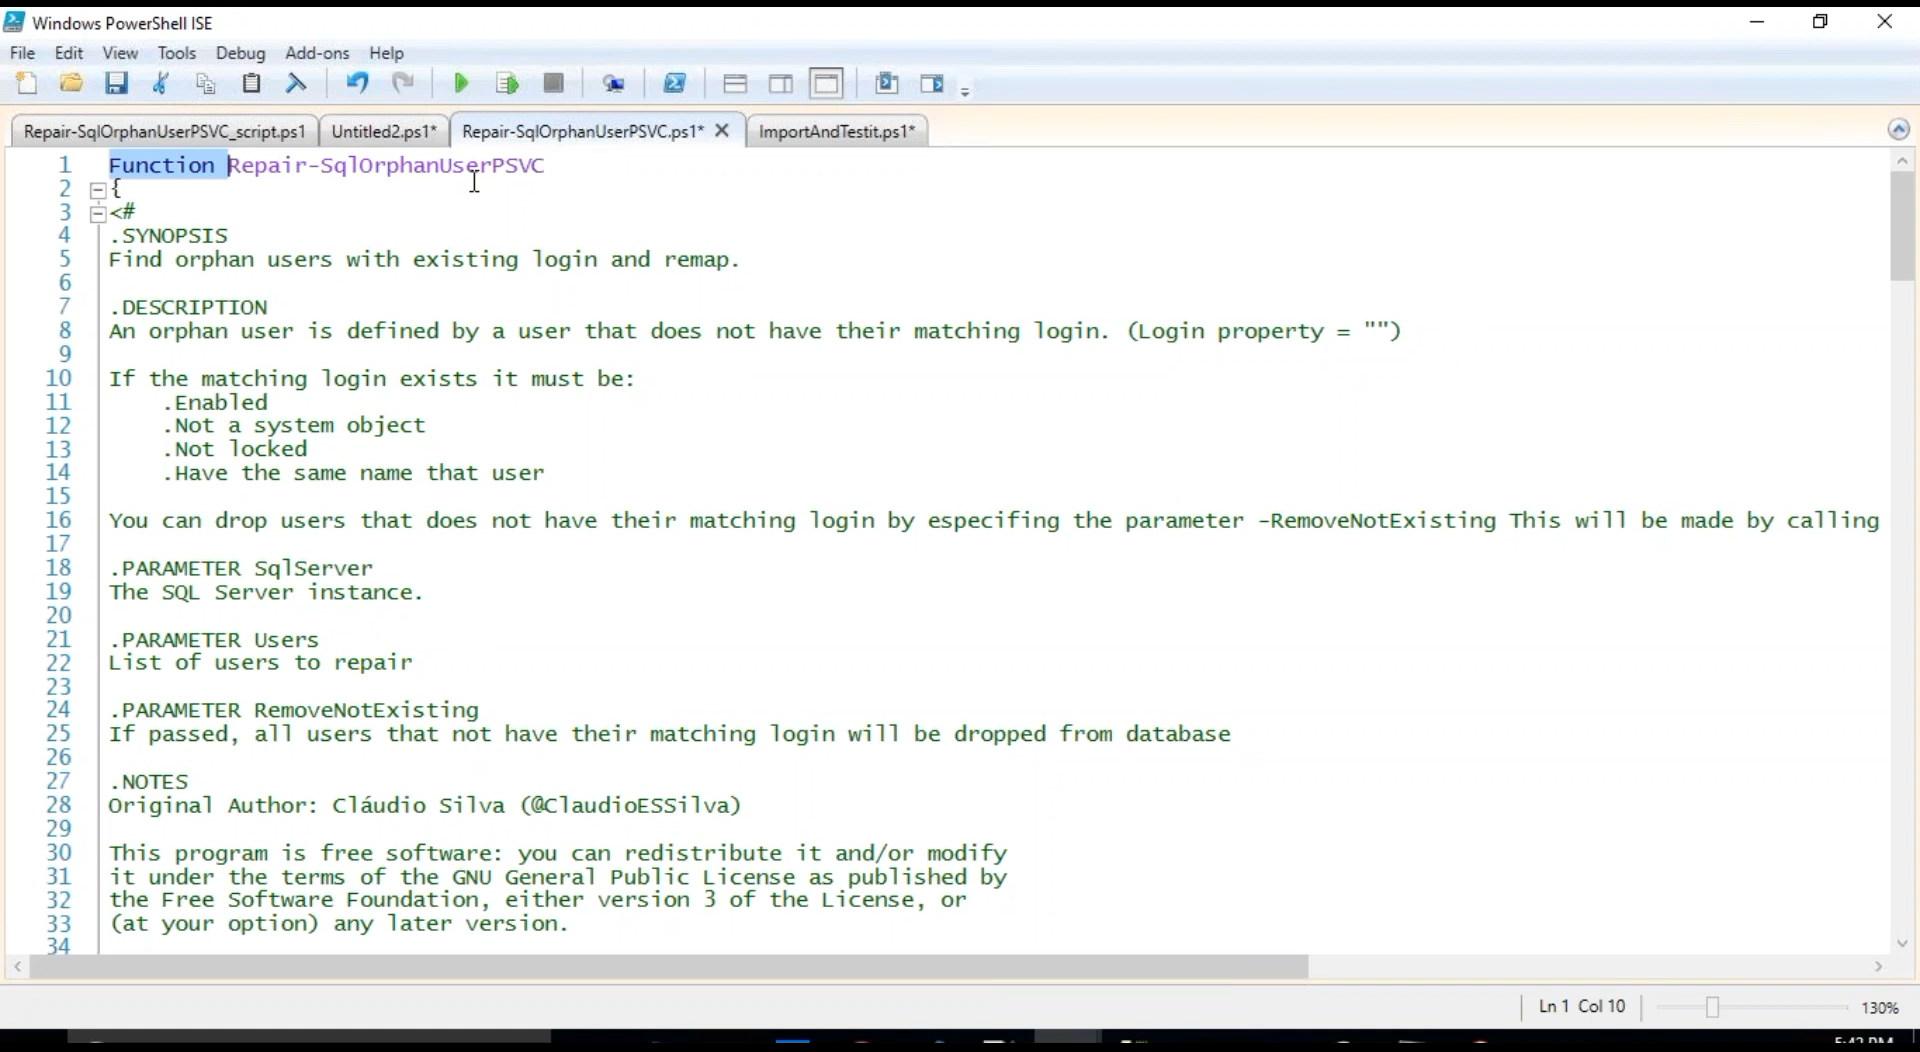 Windows PowerShell ISE
File Edit View Tools Debug Add-ons Help
Repair-SqlOrphanUserPSVC_script.ps1 Untitled2.ps1* Repair-SqlOrphanUserPSVC.ps1* ImportAndTestit.ps1*
1 Function Repair-SqlOrphanUserPSVC
2 {
3 <#
4 .SYNOPSIS
5 Find orphan users with existing login and remap.
6
7 .DESCRIPTION
8 An orphan user is defined by a user that does not have their matching login. (Login property = "")
9
10 If the matching login exists it must be:
11 .Enabled
12 .Not a system object
13 .Not locked
14 .Have the same name that user
15
16 You can drop users that does not have their matching login by especifing the parameter -RemoveNotExisting This will be made by calling
17
18 .PARAMETER SqlServer
19 The SQL Server instance.
20
21 .PARAMETER Users
22 List of users to repair
23
24 .PARAMETER RemoveNotExisting
25 If passed, all users that not have their matching login will be dropped from database
26
27 .NOTES
28 Original Author: Cláudio Silva (@ClaudioESSilva)
29
30 This program is free software: you can redistribute it and/or modify
31 it under the terms of the GNU General Public License as published by
32 the Free Software Foundation, either version 3 of the License, or
33 (at your option) any later version.
34
Ln 1 Col 10 130%